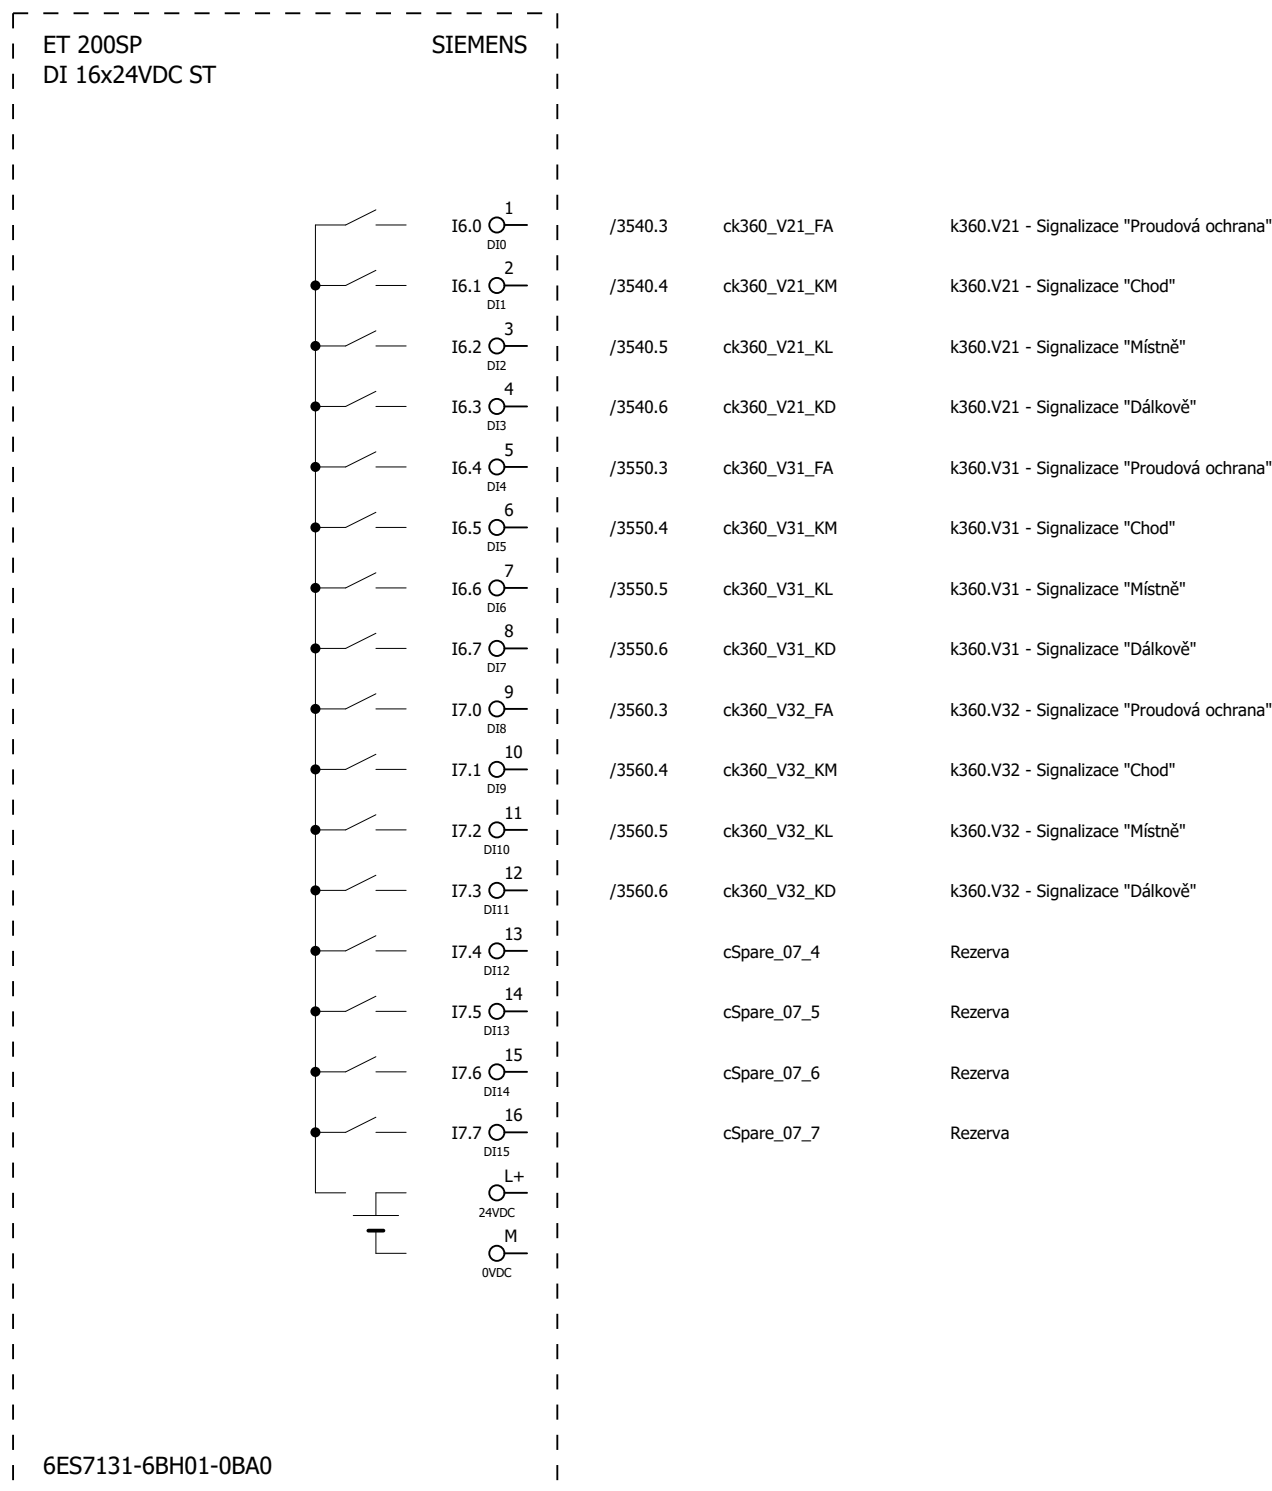 ET 200SP SIEMENS
DI 16x24VDC ST
1
I6.0 /3540.3 ck360_V21_FA k360.V21 - Signalizace "Proudová ochrana"
DI0
2
I6.1 /3540.4 ck360_V21_KM k360.V21 - Signalizace "Chod"
DI1
3
I6.2 /3540.5 ck360_V21_KL k360.V21 - Signalizace "Místně"
DI2
4
I6.3 /3540.6 ck360_V21_KD k360.V21 - Signalizace "Dálkově"
DI3
5
I6.4 /3550.3 ck360_V31_FA k360.V31 - Signalizace "Proudová ochrana"
DI4
6
I6.5 /3550.4 ck360_V31_KM k360.V31 - Signalizace "Chod"
DI5
7
I6.6 /3550.5 ck360_V31_KL k360.V31 - Signalizace "Místně"
DI6
8
I6.7 /3550.6 ck360_V31_KD k360.V31 - Signalizace "Dálkově"
DI7
9
I7.0 /3560.3 ck360_V32_FA k360.V32 - Signalizace "Proudová ochrana"
DI8
10
I7.1 /3560.4 ck360_V32_KM k360.V32 - Signalizace "Chod"
DI9
11
I7.2 /3560.5 ck360_V32_KL k360.V32 - Signalizace "Místně"
DI10
12
I7.3 /3560.6 ck360_V32_KD k360.V32 - Signalizace "Dálkově"
DI11
13
I7.4 cSpare_07_4 Rezerva
DI12
14
I7.5 cSpare_07_5 Rezerva
DI13
15
I7.6 cSpare_07_6 Rezerva
DI14
16
I7.7 cSpare_07_7 Rezerva
DI15
L+
24VDC
M
0VDC
6ES7131-6BH01-0BA0